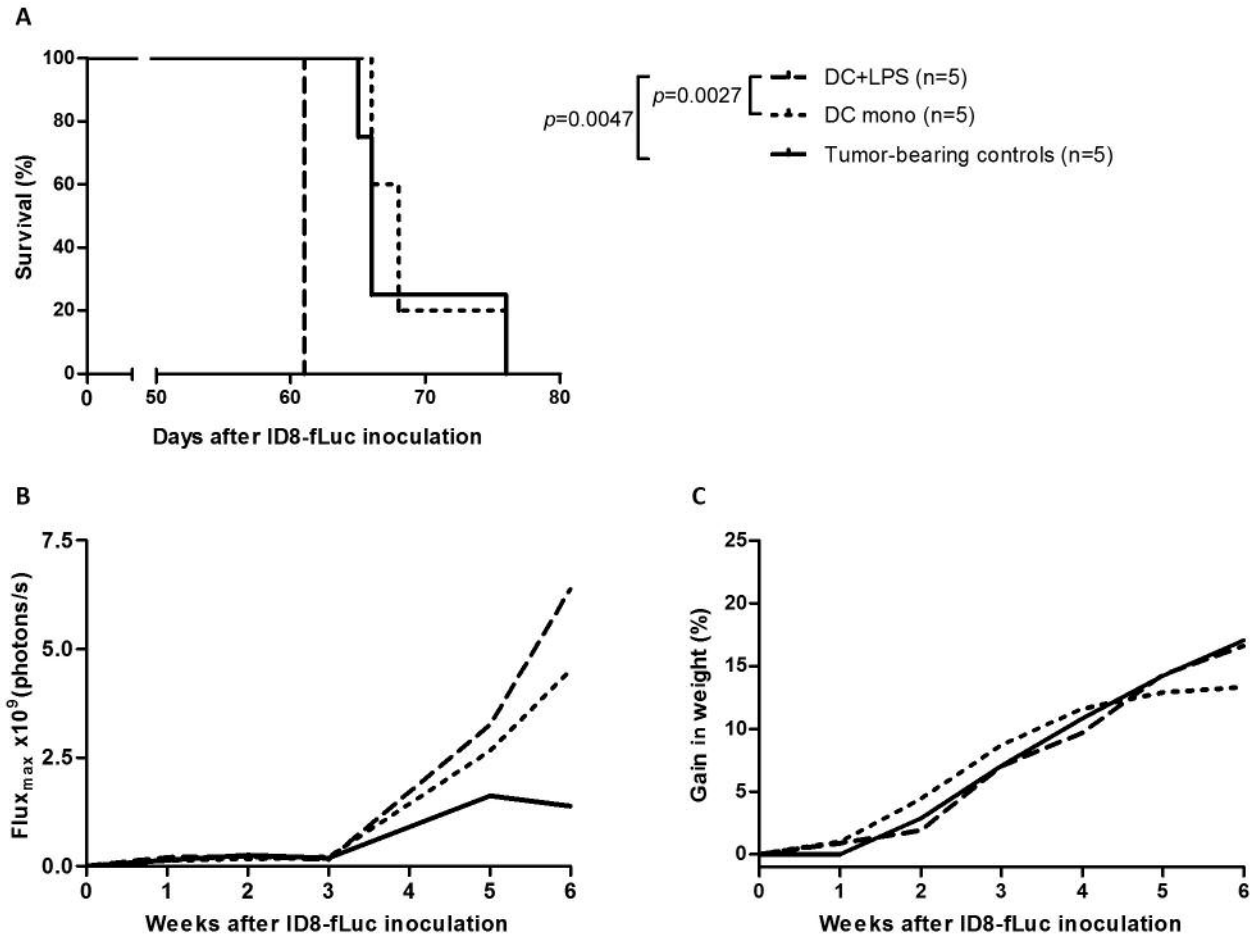 A
100
80
60
40
20
0
Survival (%)
0 50 60 70 80
Days after ID8-fLuc inoculation
p=0.0047
p=0.0027
DC+LPS (n=5)
DC mono (n=5)
Tumor-bearing controls (n=5)
B
7.5
5.0
2.5
0.0
Fluxmax x10⁹(photons/s)
0 1 2 3 4 5 6
Weeks after ID8-fLuc inoculation
C
25
20
15
10
5
0
Gain in weight (%)
0 1 2 3 4 5 6
Weeks after ID8-fLuc inoculation